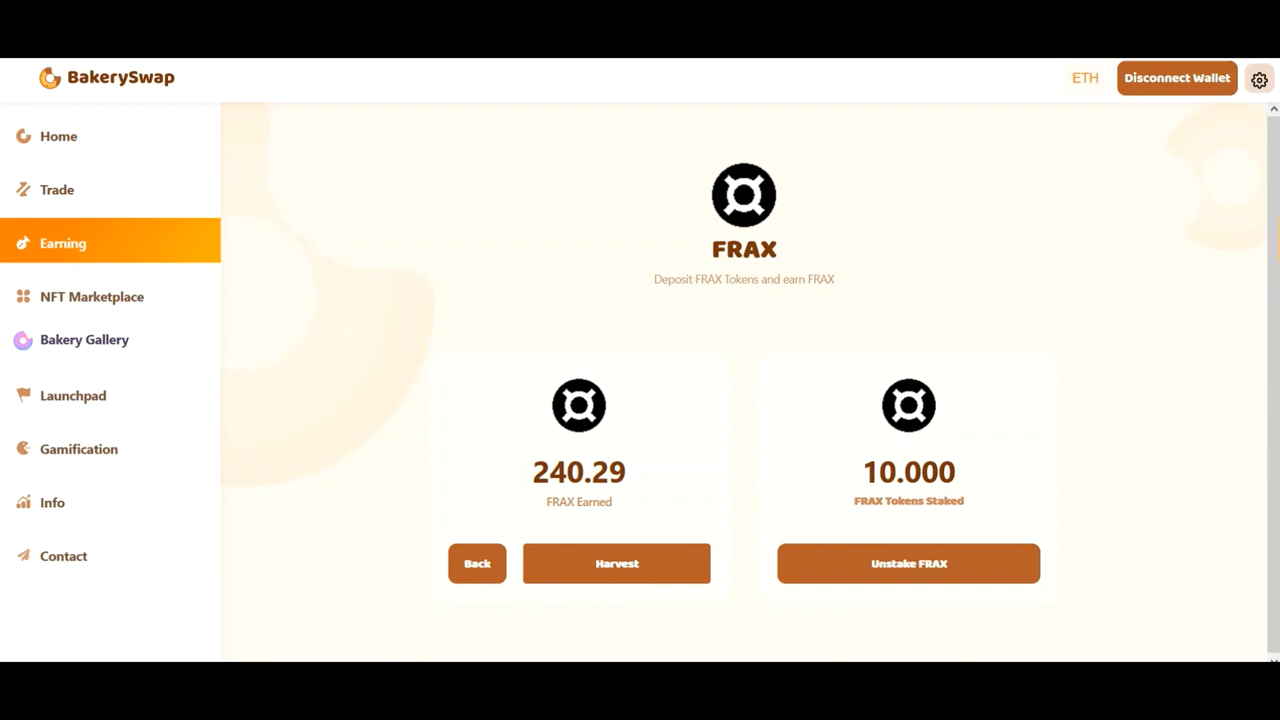 BakerySwap
ETH
Disconnect Wallet
Home
Trade
Earning
NFT Marketplace
Bakery Gallery
Launchpad
Gamification
Info
Contact
FRAX
Deposit FRAX Tokens and earn FRAX
240.29
FRAX Earned
Back
Harvest
10.000
FRAX Tokens Staked
Unstake FRAX